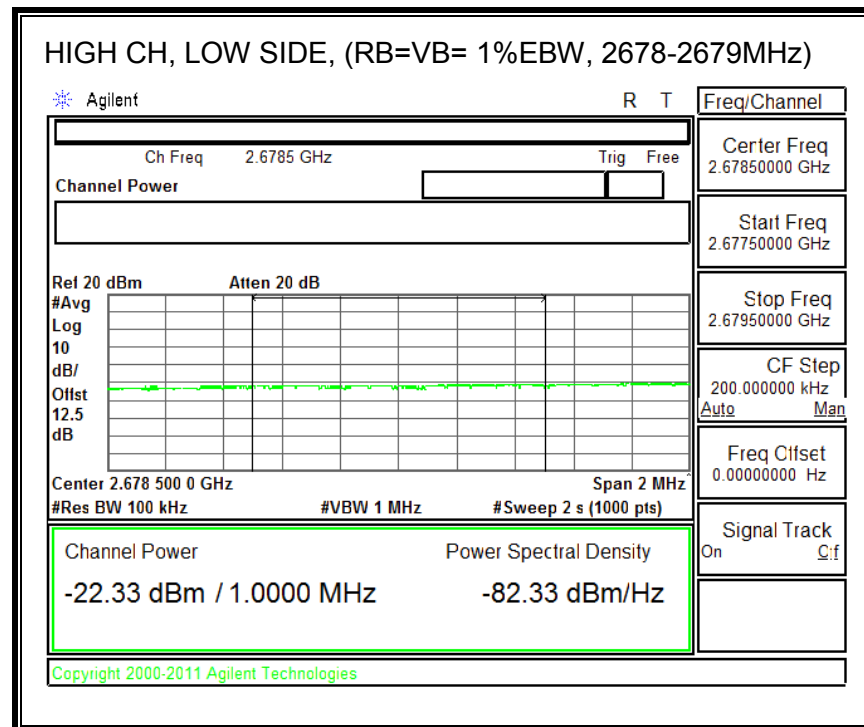 HIGH CH, LOW SIDE, (RB=VB= 1%EBW, 2678-2679MHz)
Agilent R T
Freq/Channel
Ch Freq 2.6785 GHz Trig Free
Channel Power
Center Freq
2.67850000 GHz
Start Freq
2.67750000 GHz
Ref 20 dBm Atten 20 dB
#Avg
Log
10
dB/
Offst
12.5
dB
Stop Freq
2.67950000 GHz
CF Step
200.000000 kHz
Auto Man
Center 2.678 500 0 GHz Span 2 MHz
#Res BW 100 kHz #VBW 1 MHz #Sweep 2 s (1000 pts)
Freq Offset
0.00000000 Hz
Signal Track
On Off
Channel Power Power Spectral Density
-22.33 dBm / 1.0000 MHz -82.33 dBm/Hz
Copyright 2000-2011 Agilent Technologies